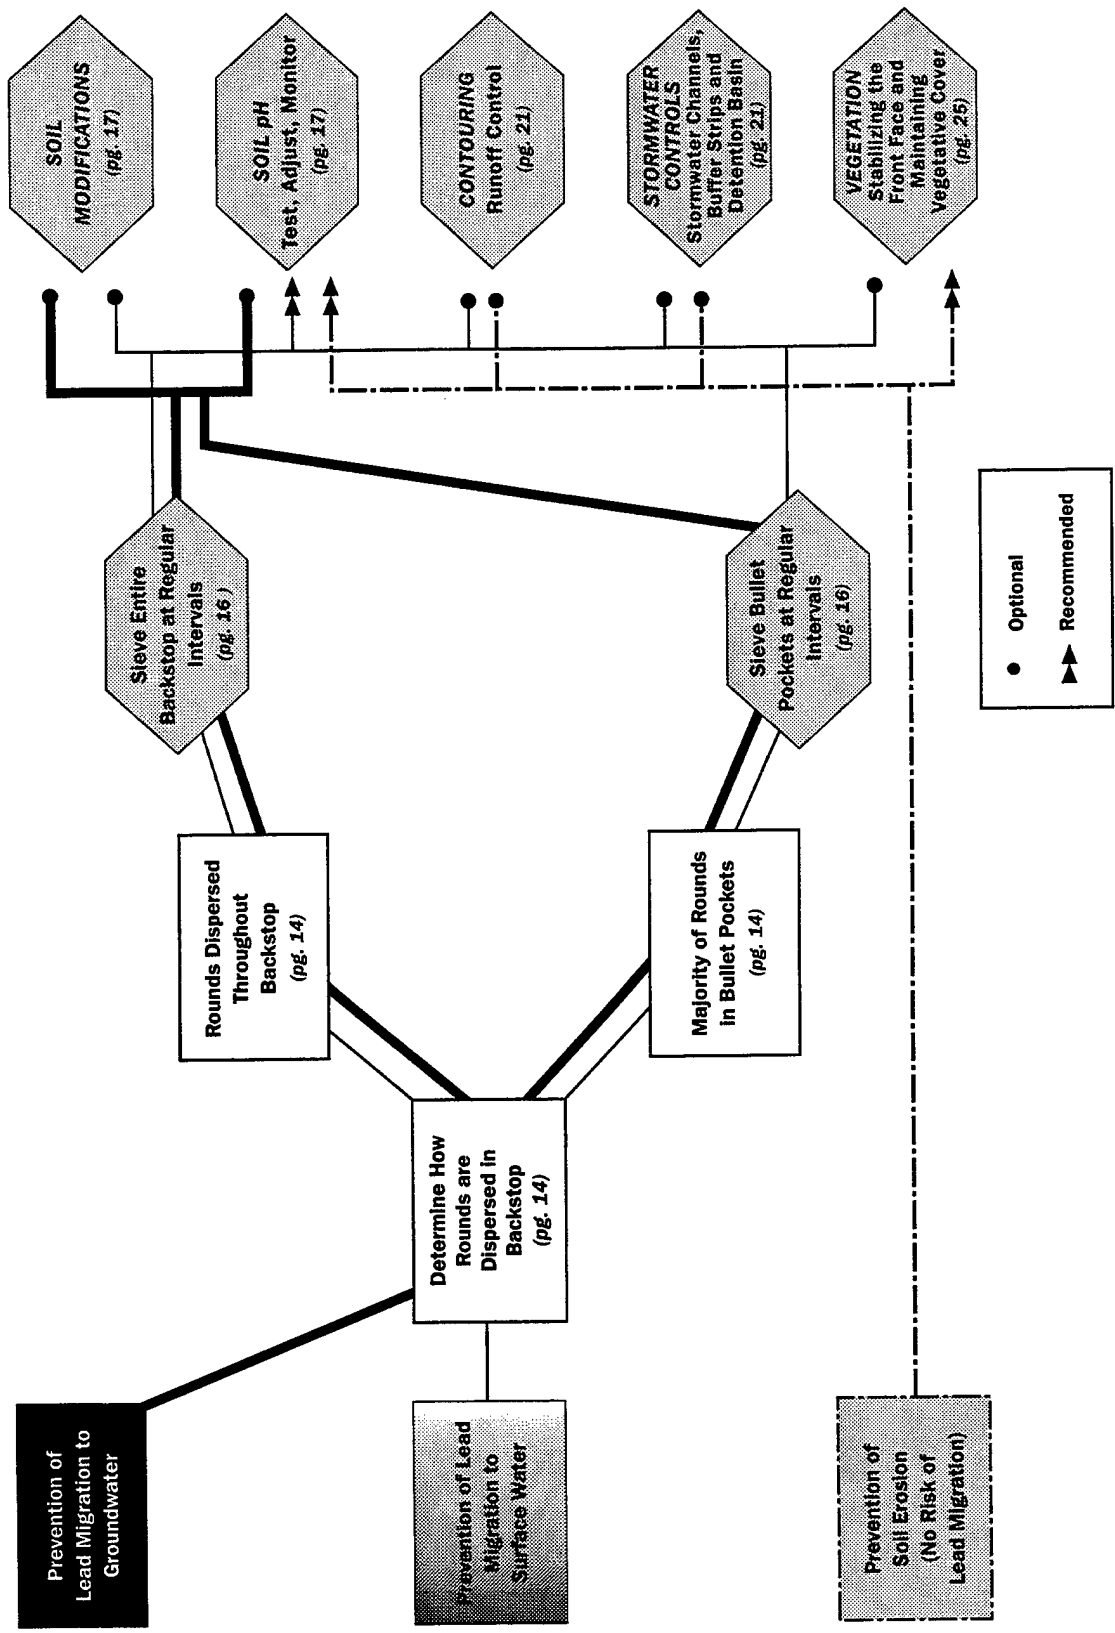 Prevention of
Lead Migration to
Groundwater
Prevention of Lead
Migration to
Surface Water
Prevention of
Soil Erosion
(No Risk of
Lead Migration)
Determine How
Rounds are
Dispersed in
Backstop
(pg. 14)
Rounds Dispersed
Throughout
Backstop
(pg. 14)
Majority of Rounds
in Bullet Pockets
(pg. 14)
Sieve Entire
Backstop at Regular
Intervals
(pg. 16 )
Sieve Bullet
Pockets at Regular
Intervals
(pg. 16)
SOIL
MODIFICATIONS
(pg. 17)
SOIL pH
Test, Adjust, Monitor
(pg. 17)
CONTOURING
Runoff Control
(pg. 21)
STORMWATER
CONTROLS
Stormwater Channels,
Buffer Strips and
Detention Basin
(pg. 21)
VEGETATION
Stabilizing the
Front Face and
Maintaining
Vegetative Cover
(pg. 25)
Optional
Recommended